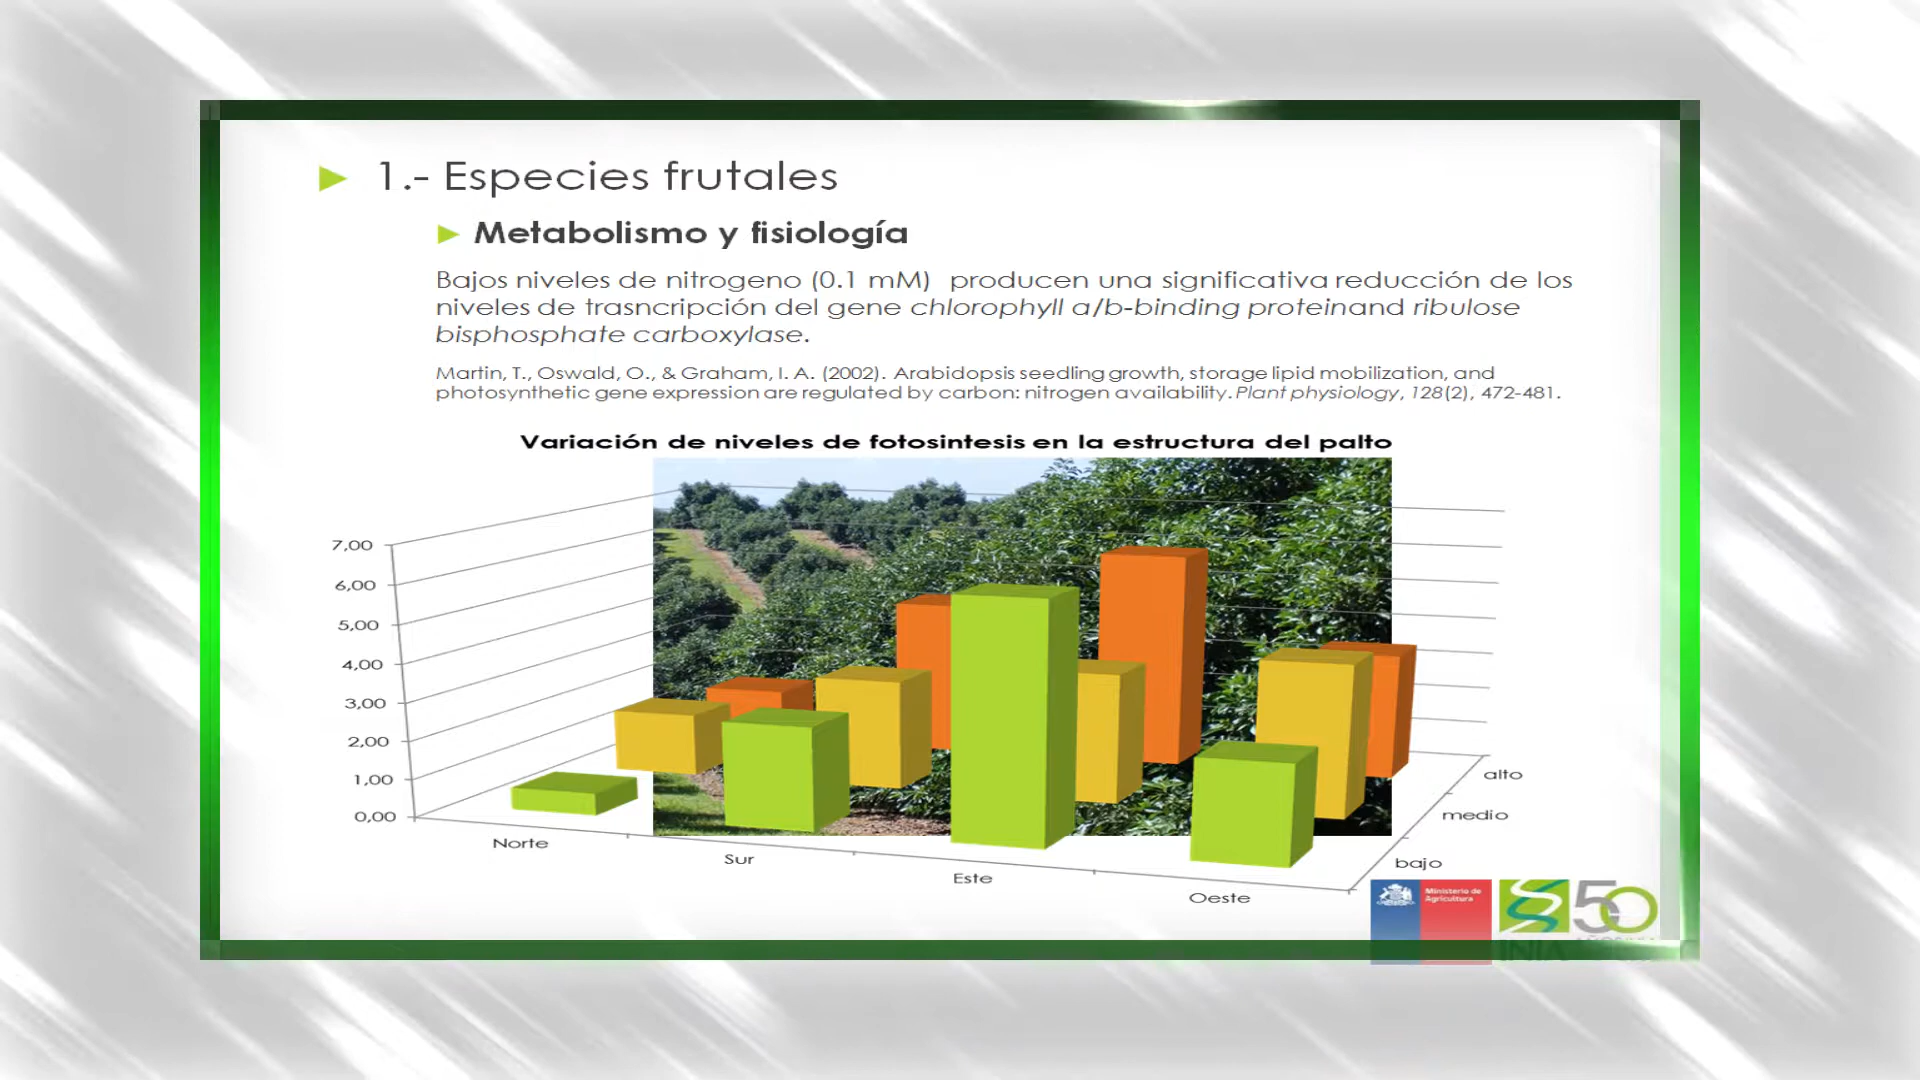 1.- Especies frutales
Metabolismo y fisiología
Bajos niveles de nitrogeno (0.1 mM) producen una significativa reducción de los
niveles de trasncripción del gene chlorophyll a/b-binding proteinand ribulose
bisphosphate carboxylase.
Martin, T., Oswald, O., & Graham, I. A. (2002). Arabidopsis seedling growth, storage lipid mobilization, and
photosynthetic gene expression are regulated by carbon: nitrogen availability. Plant physiology, 128(2), 472-481.
Variación de niveles de fotosintesis en la estructura del palto
7,00
6,00
5,00
4,00
3,00
2,00
1,00
0,00
Norte
Sur
Este
Oeste
alto
medio
bajo
Ministerio de
Agricultura
50
INIA